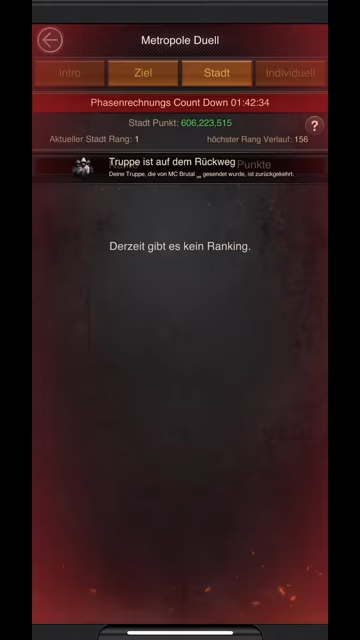 Metropole Duell
Intro
Ziel
Stadt
Individuell
Phasenrechnungs Count Down 01:42:34
Stadt Punkt: 606,223,515
?
Aktueller Stadt Rang: 1
höchster Rang Verlauf: 156
Truppe ist auf dem Rückweg
Punkte
Deine Truppe, die von MC Brutal _ gesendet wurde, ist zurückgekehrt.
Derzeit gibt es kein Ranking.